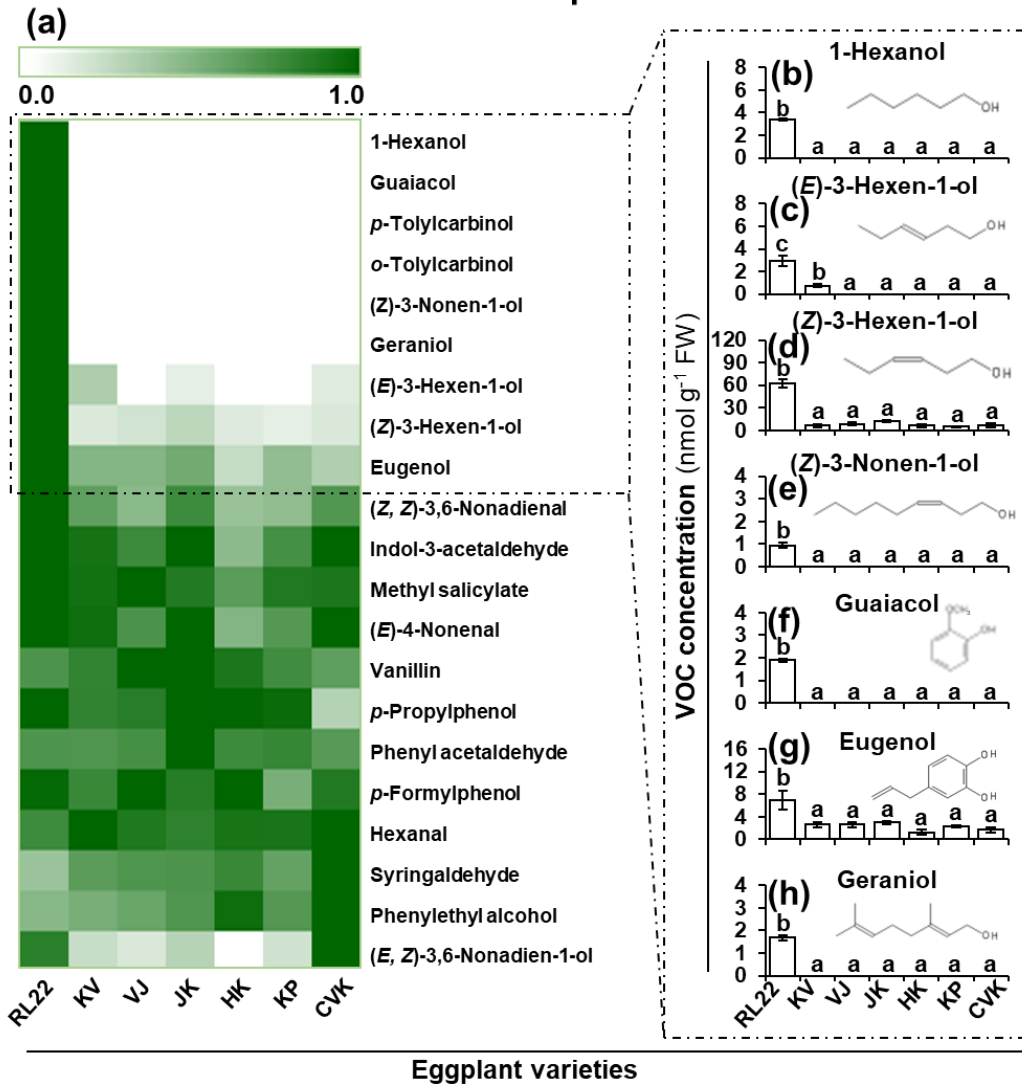 (a)
0.0 1.0
1-Hexanol
Guaiacol
p-Tolylcarbinol
o-Tolylcarbinol
(Z)-3-Nonen-1-ol
Geraniol
(E)-3-Hexen-1-ol
(Z)-3-Hexen-1-ol
Eugenol
(Z, Z)-3,6-Nonadienal
Indol-3-acetaldehyde
Methyl salicylate
(E)-4-Nonenal
Vanillin
p-Propylphenol
Phenyl acetaldehyde
p-Formylphenol
Hexanal
Syringaldehyde
Phenylethyl alcohol
(E, Z)-3,6-Nonadien-1-ol
RL22 KV VJ JK HK KP CVK
VOC concentration (nmol g⁻¹ FW)
1-Hexanol
(b)
8
6
4
2
0
OH
b a a a a a a
(E)-3-Hexen-1-ol
(c)
8
6
4
2
0
OH
c b a a a a a
(Z)-3-Hexen-1-ol
(d)
120
90
60
30
0
OH
b a a a a a a
(Z)-3-Nonen-1-ol
(e)
4
3
2
1
0
OH
b a a a a a a
Guaiacol
(f)
4
3
2
1
0
OCH₃
OH
b a a a a a a
Eugenol
(g)
16
12
8
4
0
OH
OH
b a a a a a a
Geraniol
(h)
4
3
2
1
0
OH
b a a a a a a
RL22 KV VJ JK HK KP CVK
Eggplant varieties